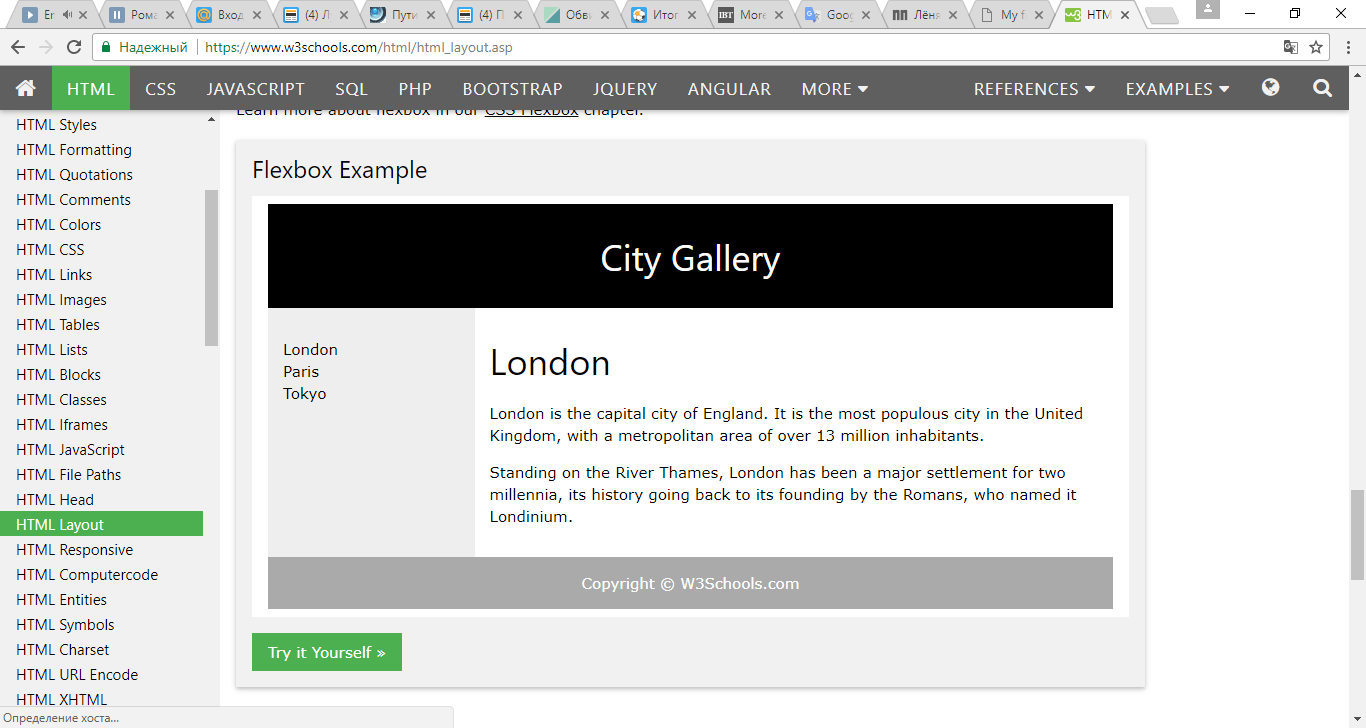 Er
Рома
Вход
(4) Л
Пути
(4) П
Обви
Итог
IBT More
Goog
Лёня
My f
HTM
Надежный https://www.w3schools.com/html/html_layout.asp
HTML CSS JAVASCRIPT SQL PHP BOOTSTRAP JQUERY ANGULAR MORE REFERENCES EXAMPLES
HTML Styles
HTML Formatting
HTML Quotations
HTML Comments
HTML Colors
HTML CSS
HTML Links
HTML Images
HTML Tables
HTML Lists
HTML Blocks
HTML Classes
HTML Iframes
HTML JavaScript
HTML File Paths
HTML Head
HTML Layout
HTML Responsive
HTML Computercode
HTML Entities
HTML Symbols
HTML Charset
HTML URL Encode
HTML XHTML
Learn more about flexbox in our CSS Flexbox chapter.
Flexbox Example
City Gallery
London
Paris
Tokyo
London
London is the capital city of England. It is the most populous city in the United
Kingdom, with a metropolitan area of over 13 million inhabitants.
Standing on the River Thames, London has been a major settlement for two
millennia, its history going back to its founding by the Romans, who named it
Londinium.
Copyright © W3Schools.com
Try it Yourself »
Определение хоста...